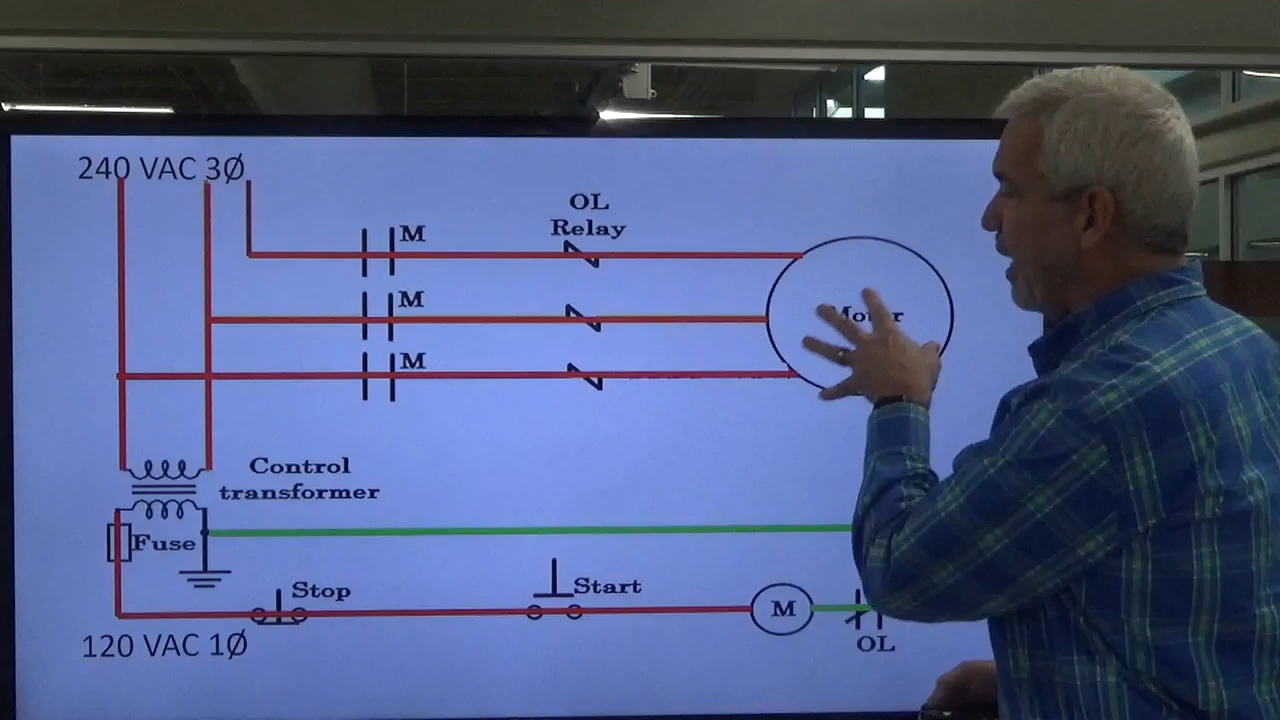 240 VAC 3Ø
OL
Relay
M
M
M
Control
transformer
Fuse
Stop
Start
M
OL
120 VAC 1Ø